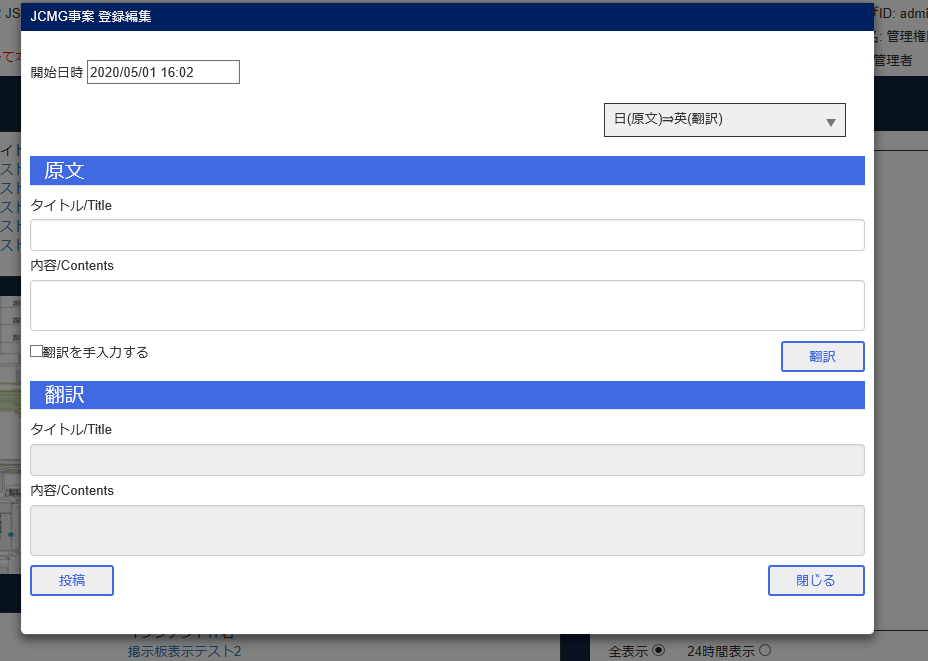 JCMG事案 登録編集
開始日時 2020/05/01 16:02
日(原文)⇒英(翻訳)
原文
タイトル/Title
内容/Contents
翻訳を手入力する
翻訳
翻訳
タイトル/Title
内容/Contents
投稿
閉じる
JS
ID: admi
管理権
管理者
掲示板表示テスト2
全表示
24時間表示